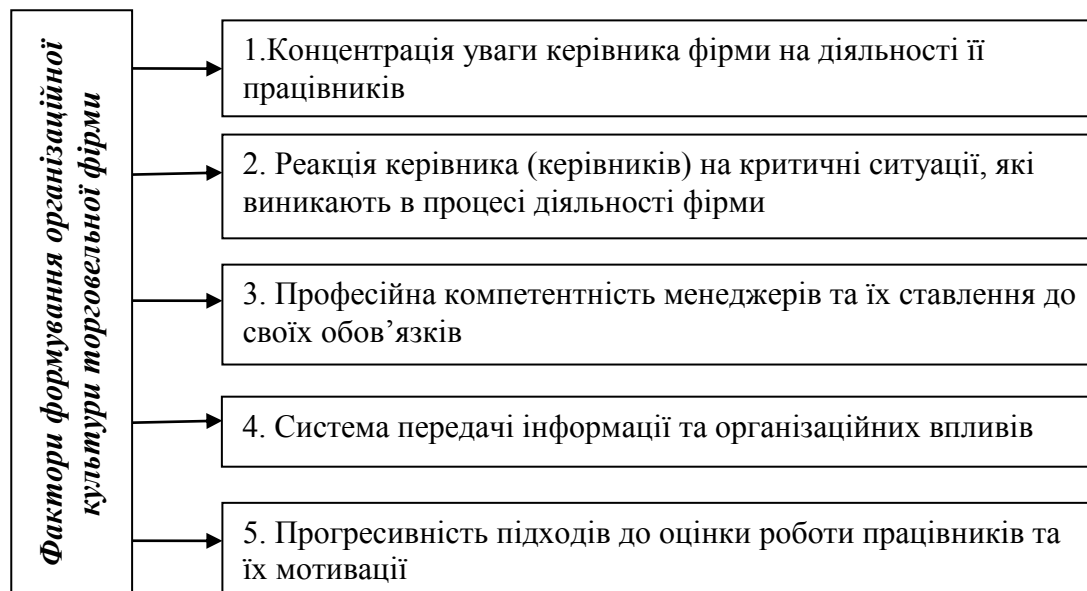 Фактори формування організаційної
культури торговельної фірми
1.Концентрація уваги керівника фірми на діяльності її
працівників
2. Реакція керівника (керівників) на критичні ситуації, які
виникають в процесі діяльності фірми
3. Професійна компетентність менеджерів та їх ставлення до
своїх обов’язків
4. Система передачі інформації та організаційних впливів
5. Прогресивність підходів до оцінки роботи працівників та
їх мотивації